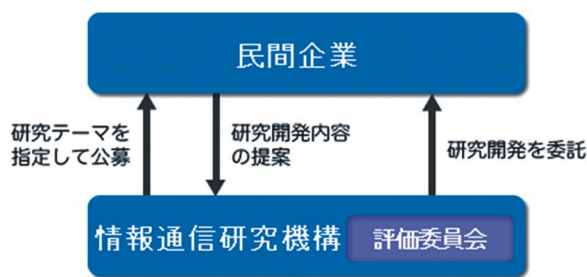 民間企業
研究テーマを
指定して公募
研究開発内容
の提案
研究開発を委託
情報通信研究機構
評価委員会